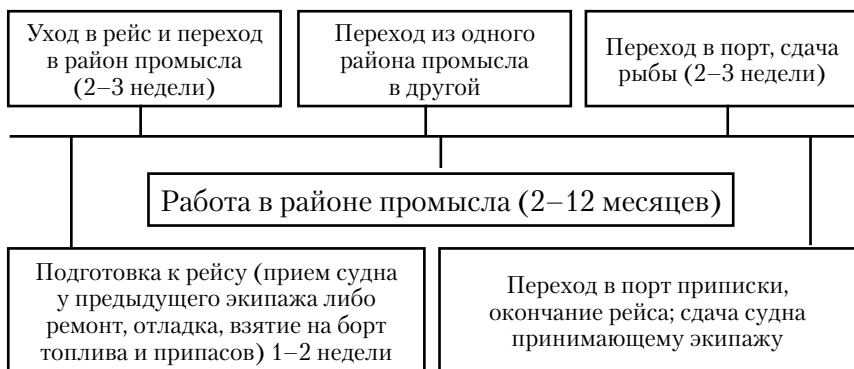 Уход в рейс и переход
в район промысла
(2–3 недели)
Переход из одного
района промысла
в другой
Переход в порт, сдача
рыбы (2–3 недели)
Работа в районе промысла (2–12 месяцев)
Подготовка к рейсу (прием судна
у предыдущего экипажа либо
ремонт, отладка, взятие на борт
топлива и припасов) 1–2 недели
Переход в порт приписки,
окончание рейса; сдача судна
принимающему экипажу